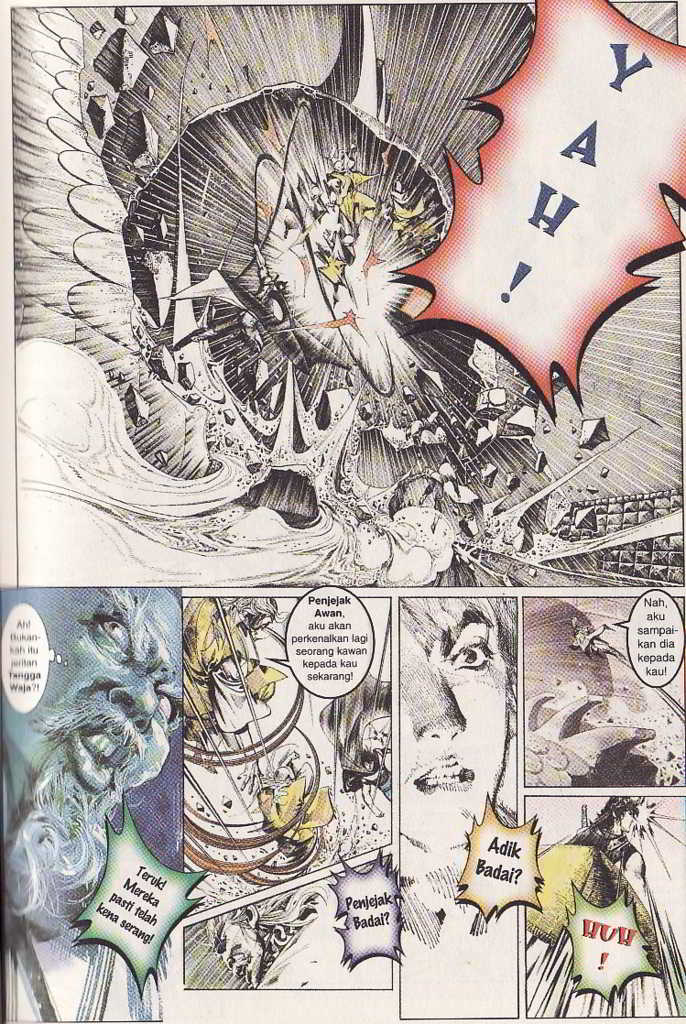 Y
A
H
!
Ah!
Bukan-
kah itu
jeritan
Tangga
Waja?!
Teruk!
Mereka
pasti telah
kena serang!
Penjejak
Awan,
aku akan
perkenalkan lagi
seorang kawan
kepada kau
sekarang!
Penjejak
Badai?
Adik
Badai?
Nah,
aku
sampai-
kan dia
kepada
kau!
HUH
!